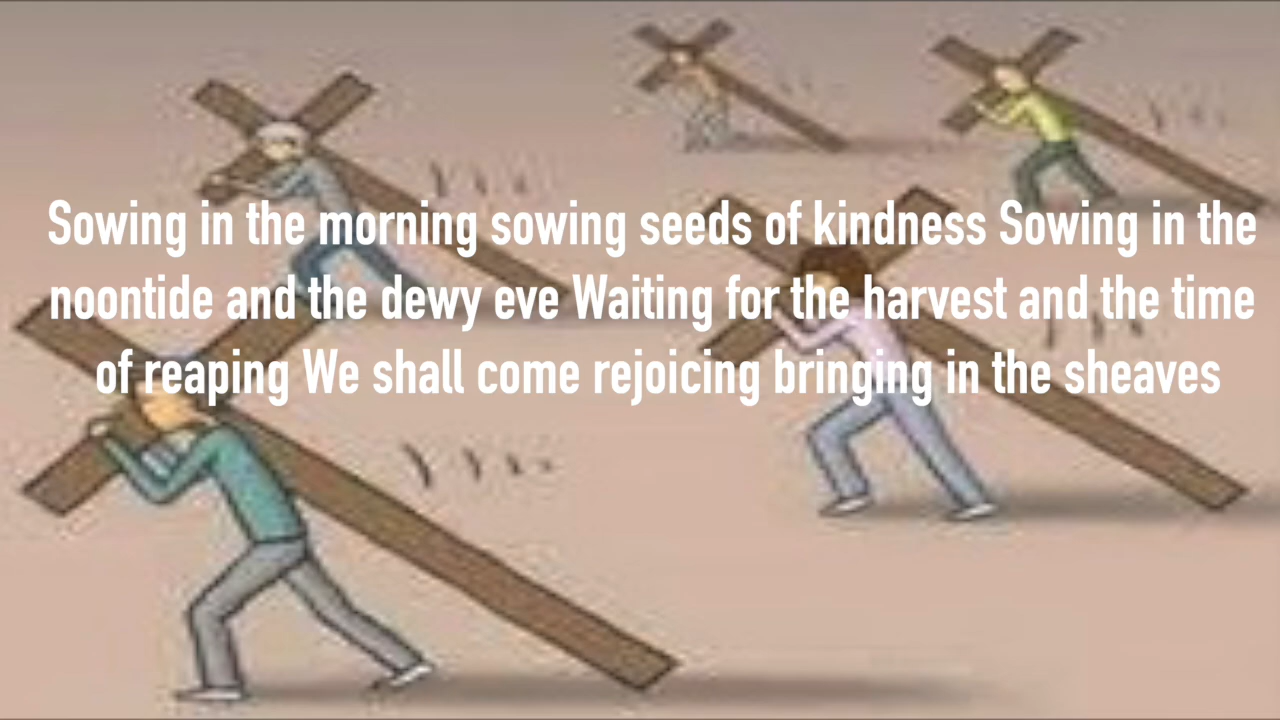 Sowing in the morning sowing seeds of kindness Sowing in the
noontide and the dewy eve Waiting for the harvest and the time
of reaping We shall come rejoicing bringing in the sheaves